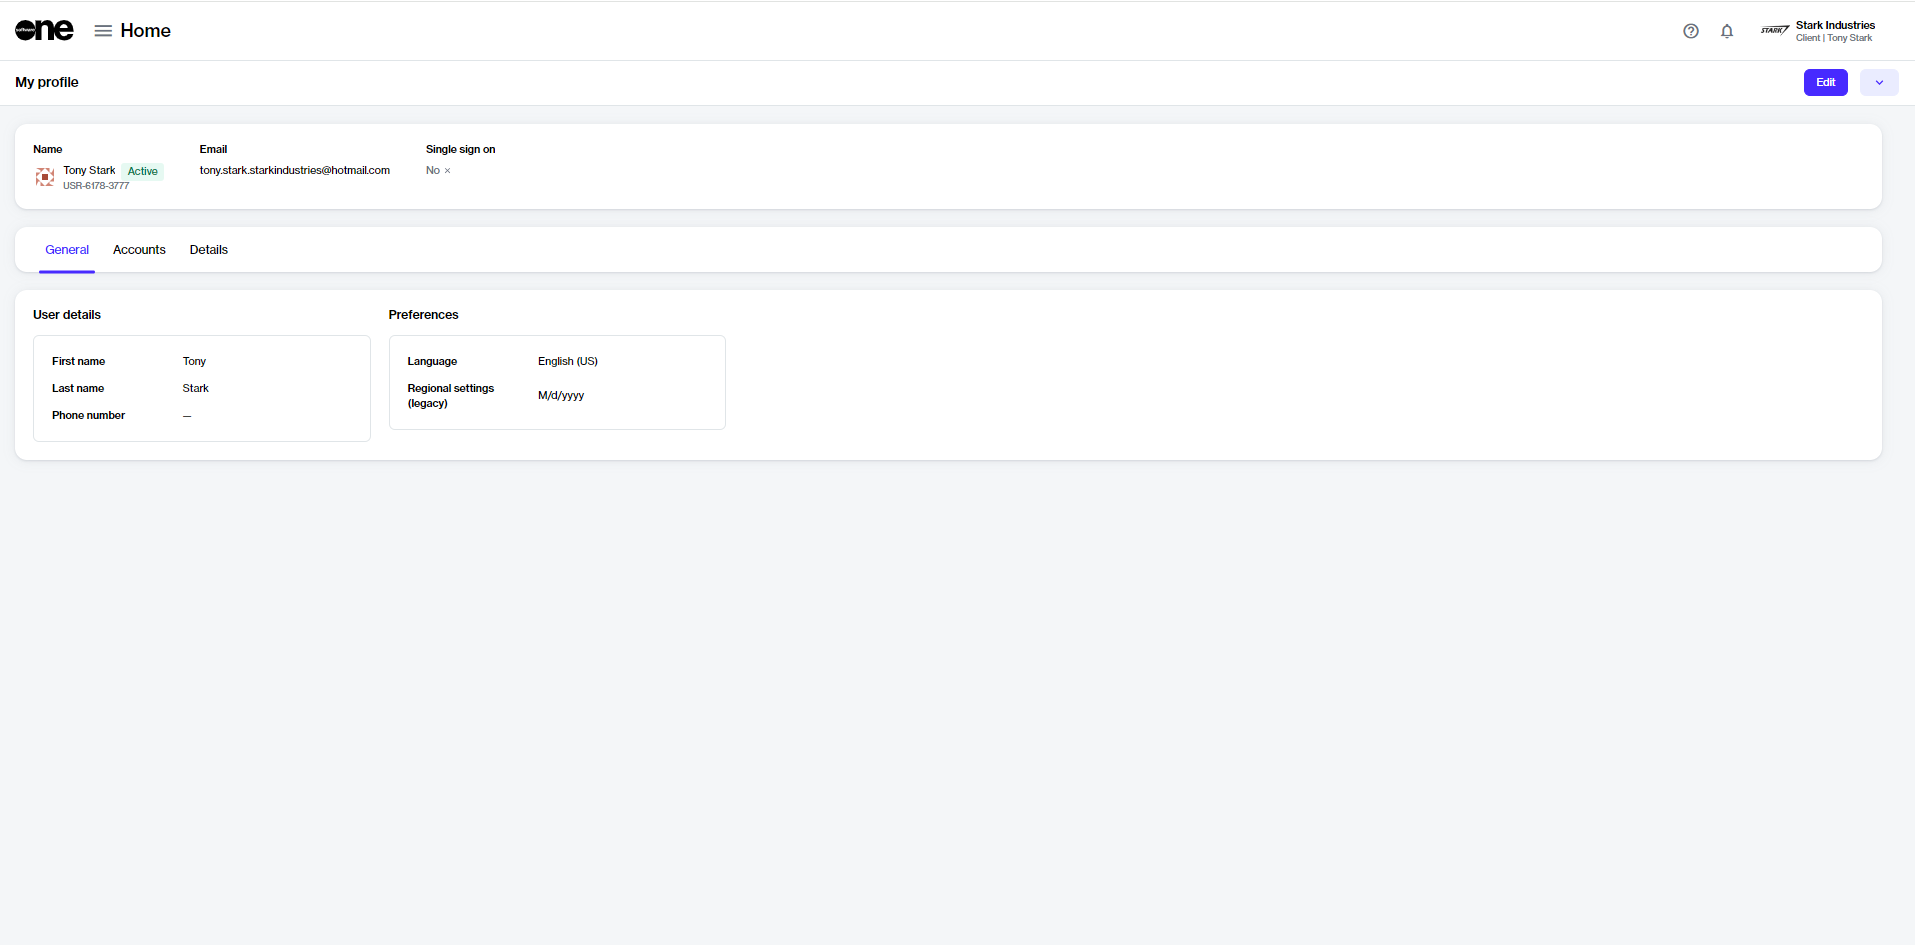 software one Home
Stark Industries
Client | Tony Stark
STARK
My profile
Edit
Name Email Single sign on
Tony Stark Active tony.stark.starkindustries@hotmail.com No ×
USR-6178-3777
General Accounts Details
User details Preferences
First name Tony Language English (US)
Last name Stark Regional settings
(legacy) M/d/yyyy
Phone number —